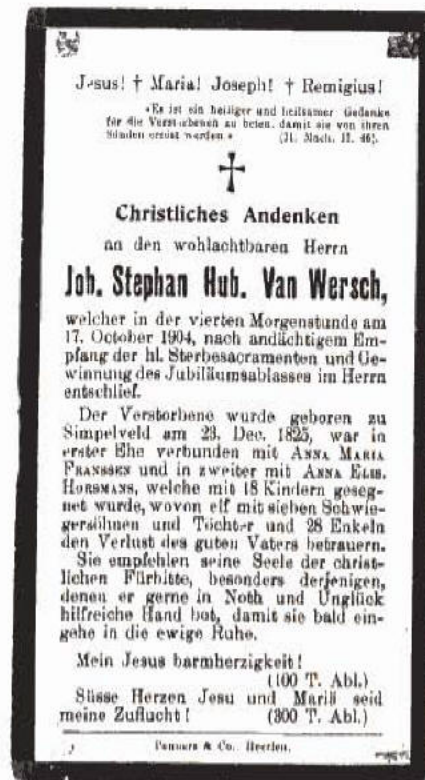 Jesus! † Maria! Joseph! † Remigius!
»Es ist ein heiliger und heilsamer Gedanke
für die Verstorbenen zu beten, damit sie von ihren
Sünden erlöst werden.« (II. Mach. 12. 46).
Christliches Andenken
an den wohlachtbaren Herrn
Joh. Stephan Hub. Van Wersch,
welcher in der vierten Morgenstunde am
17. October 1904, nach andächtigem Em-
pfang der hl. Sterbesacramenten und Ge-
winnung des Jubiläumsablasses im Herrn
entschlief.
Der Verstorbene wurde geboren zu
Simpelveld am 23. Dec. 1825, war in
erster Ehe verbunden mit Anna Maria
Franssen und in zweiter mit Anna Elis.
Horsmans, welche mit 18 Kindern geseg-
net wurde, wovon elf mit sieben Schwie-
gersöhnen und Töchter und 28 Enkeln
den Verlust des guten Vaters betrauern.
Sie empfehlen seine Seele der christ-
lichen Fürbitte, besonders derjenigen,
denen er gerne in Noth und Unglück
hilfreiche Hand bot, damit sie bald ein-
gehe in die ewige Ruhe.
Mein Jesus barmherzigkeit!
(100 T. Abl.)
Süsse Herzen Jesu und Mariä seid
meine Zuflucht! (300 T. Abl.)
& Co., Heerlen.